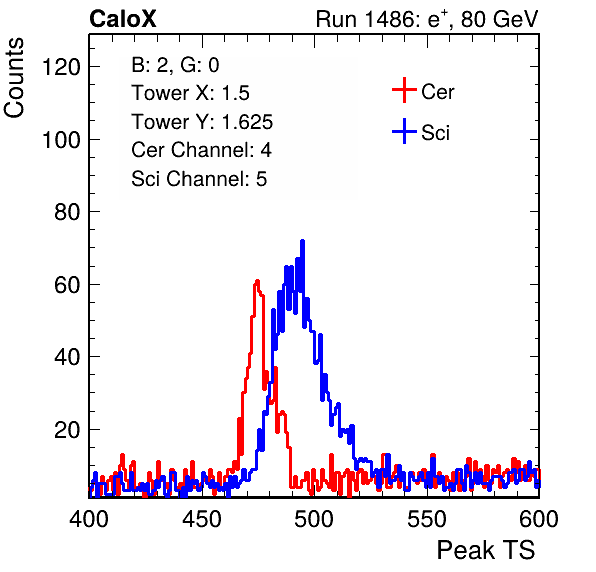 CaloX Run 1486: e+, 80 GeV
Counts
B: 2, G: 0
Tower X: 1.5
Tower Y: 1.625
Cer Channel: 4
Sci Channel: 5
Cer
Sci
120
100
80
60
40
20
400 450 500 550 600
Peak TS